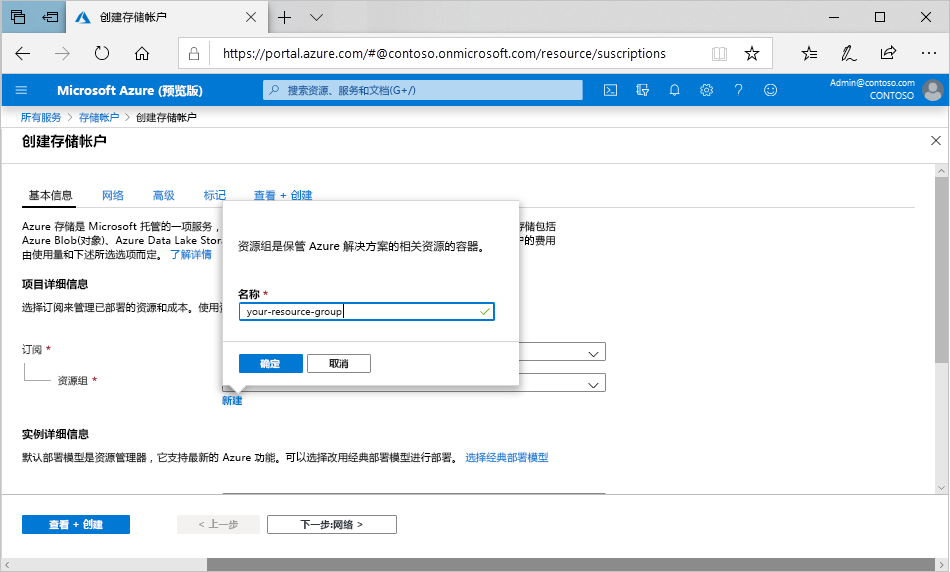 创建存储帐户
https://portal.azure.com/#@contoso.onmicrosoft.com/resource/suscriptions
Microsoft Azure (预览版)
搜索资源、服务和文档(G+/)
Admin@contoso.com
CONTOSO
所有服务 > 存储帐户 > 创建存储帐户
创建存储帐户
基本信息 网络 高级 标记 查看 + 创建
Azure 存储是 Microsoft 托管的一项服务，
存储包括
Azure Blob(对象)、Azure Data Lake Stora
户的费用
由使用量和下述所选选项而定。 了解详情
资源组是保管 Azure 解决方案的相关资源的容器。
名称 *
your-resource-group
确定 取消
项目详细信息
选择订阅来管理已部署的资源和成本。使用
订阅 *
资源组 *
新建
实例详细信息
默认部署模型是资源管理器，它支持最新的 Azure 功能。可以选择改用经典部署模型进行部署。 选择经典部署模型
查看 + 创建 < 上一步 下一步:网络 >